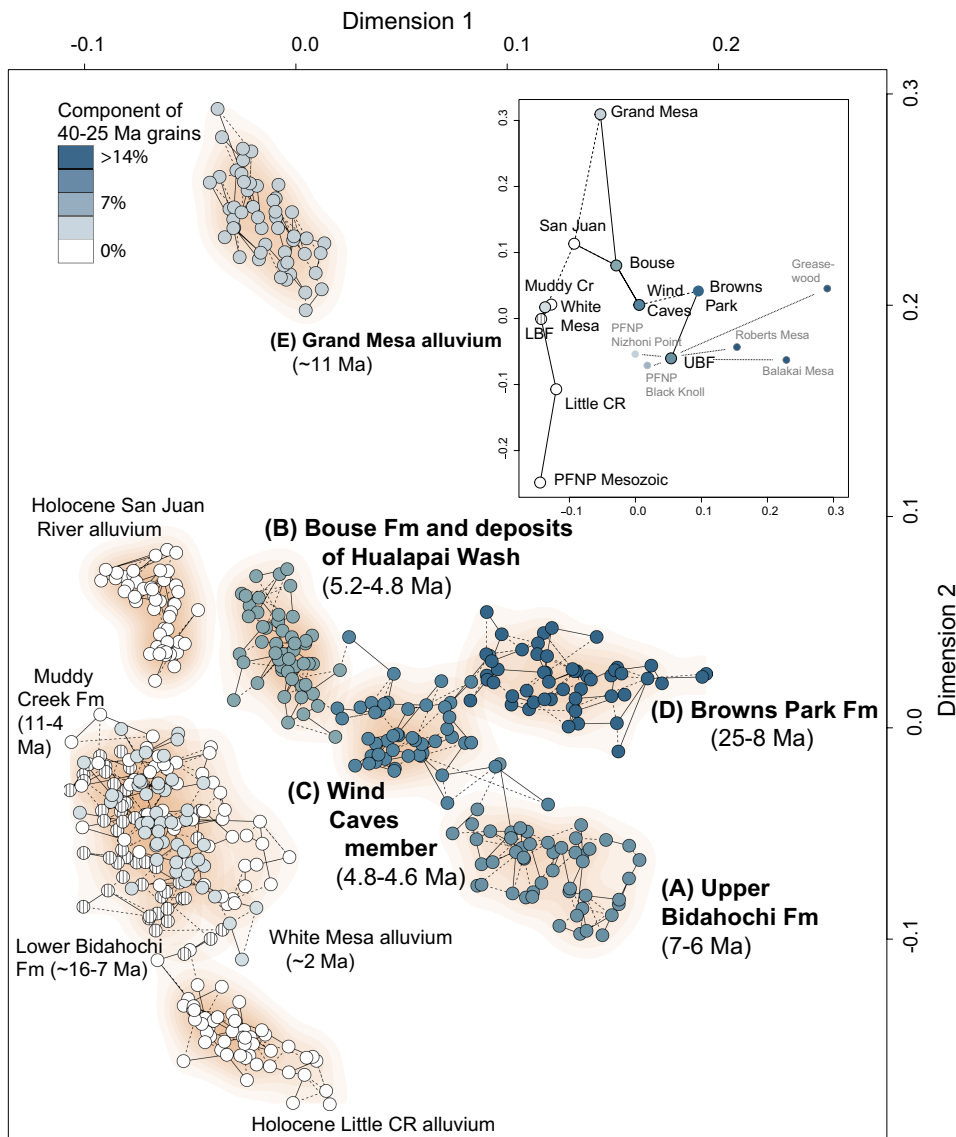 Dimension 1
-0.1 0.0 0.1 0.2
Component of
40-25 Ma grains
>14%
7%
0%
0.3
0.2
0.1
0.0
-0.1
Dimension 2
(E) Grand Mesa alluvium
(~11 Ma)
0.3
0.3
0.1
0.0
-0.1
-0.2
-0.1 0.0 0.1 0.2 0.3
Grand Mesa
San Juan
Bouse
Muddy Cr
White
Mesa
LBF
Wind
Caves
Browns
Park
Grease-
wood
PFNP
Nizhoni Point
Roberts Mesa
UBF
Balakai Mesa
PFNP
Black Knoll
Little CR
PFNP Mesozoic
Holocene San Juan
River alluvium
(B) Bouse Fm and deposits
of Hualapai Wash
(5.2-4.8 Ma)
Muddy
Creek Fm
(11-4
Ma)
(D) Browns Park Fm
(25-8 Ma)
(C) Wind
Caves
member
(4.8-4.6 Ma)
(A) Upper
Bidahochi Fm
(7-6 Ma)
Lower Bidahochi
Fm (~16-7 Ma)
White Mesa alluvium
(~2 Ma)
Holocene Little CR alluvium